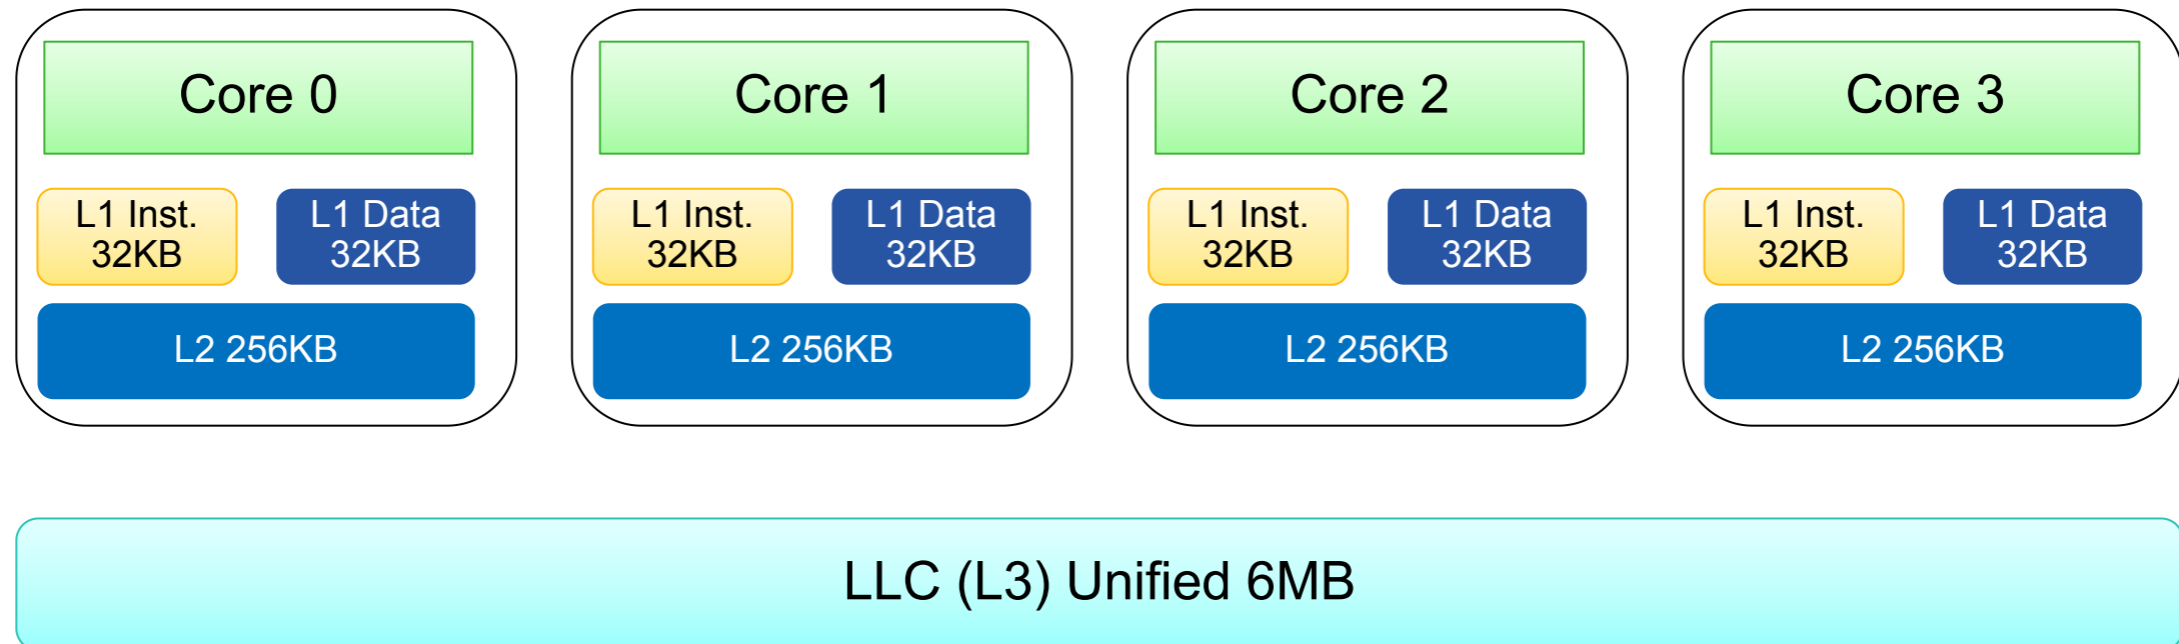 Core 0
Core 1
Core 2
Core 3
L1 Inst.
32KB
L1 Data
32KB
L1 Inst.
32KB
L1 Data
32KB
L1 Inst.
32KB
L1 Data
32KB
L1 Inst.
32KB
L1 Data
32KB
L2 256KB
L2 256KB
L2 256KB
L2 256KB
LLC (L3) Unified 6MB